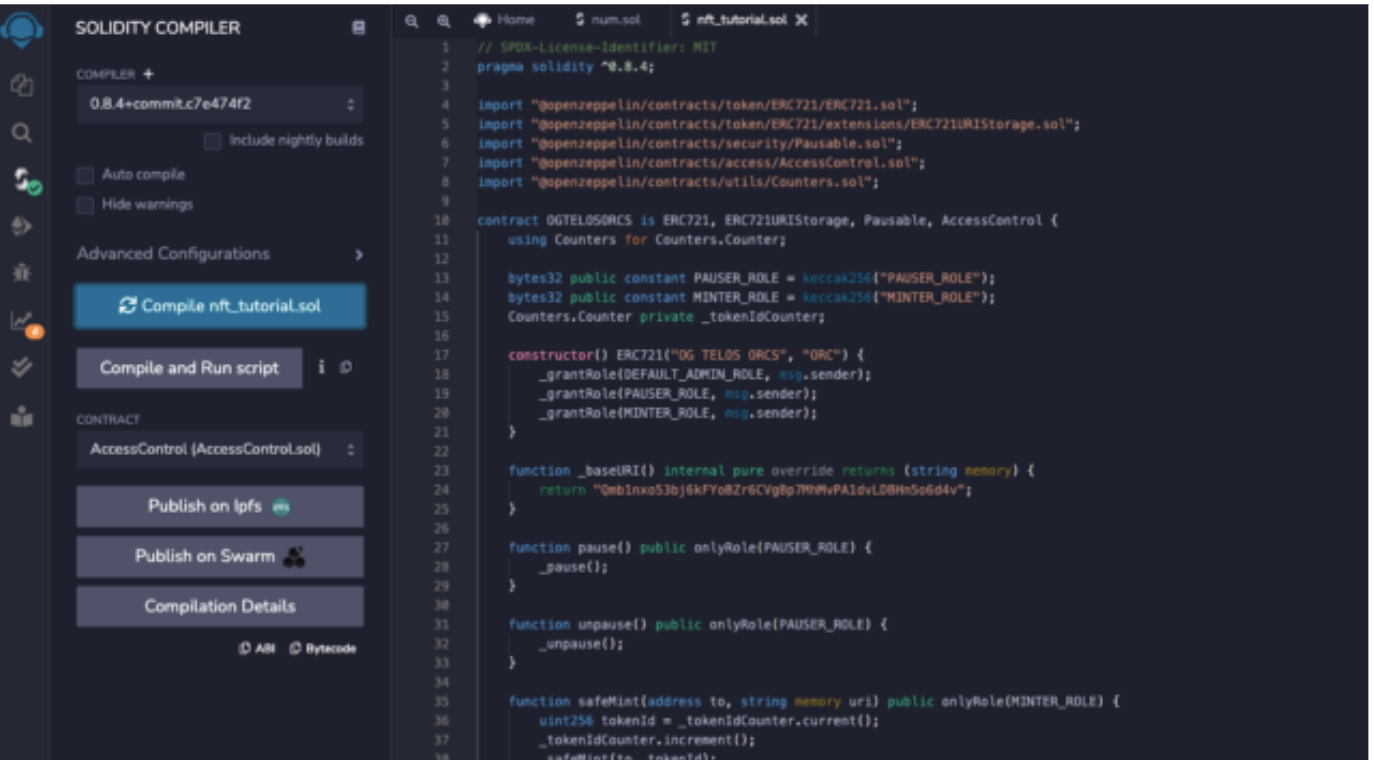 SOLIDITY COMPILER
COMPILER +
0.8.4+commit.c7e474f2
Include nightly builds
Auto compile
Hide warnings
Advanced Configurations >
Compile nft_tutorial.sol
Compile and Run script i
CONTRACT
AccessControl (AccessControl.sol)
Publish on Ipfs
Publish on Swarm
Compilation Details
ABI Bytecode
Home num.sol nft_tutorial.sol X
1 // SPDX-License-Identifier: MIT
2 pragma solidity ^0.8.4;
3
4 import "@openzeppelin/contracts/token/ERC721/ERC721.sol";
5 import "@openzeppelin/contracts/token/ERC721/extensions/ERC721URIStorage.sol";
6 import "@openzeppelin/contracts/security/Pausable.sol";
7 import "@openzeppelin/contracts/access/AccessControl.sol";
8 import "@openzeppelin/contracts/utils/Counters.sol";
9
10 contract OGTELOSORCS is ERC721, ERC721URIStorage, Pausable, AccessControl {
11 using Counters for Counters.Counter;
12
13 bytes32 public constant PAUSER_ROLE = keccak256("PAUSER_ROLE");
14 bytes32 public constant MINTER_ROLE = keccak256("MINTER_ROLE");
15 Counters.Counter private _tokenIdCounter;
16
17 constructor() ERC721("OG TELOS ORCS", "ORC") {
18 _grantRole(DEFAULT_ADMIN_ROLE, msg.sender);
19 _grantRole(PAUSER_ROLE, msg.sender);
20 _grantRole(MINTER_ROLE, msg.sender);
21 }
22
23 function _baseURI() internal pure override returns (string memory) {
24 return
25 }
26
27 function pause() public onlyRole(PAUSER_ROLE) {
28 _pause();
29 }
30
31 function unpause() public onlyRole(PAUSER_ROLE) {
32 _unpause();
33 }
34
35 function safeMint(address to, string memory uri) public onlyRole(MINTER_ROLE) {
36 uint256 tokenId = _tokenIdCounter.current();
37 _tokenIdCounter.increment();
38 _safeMint(to, tokenId);